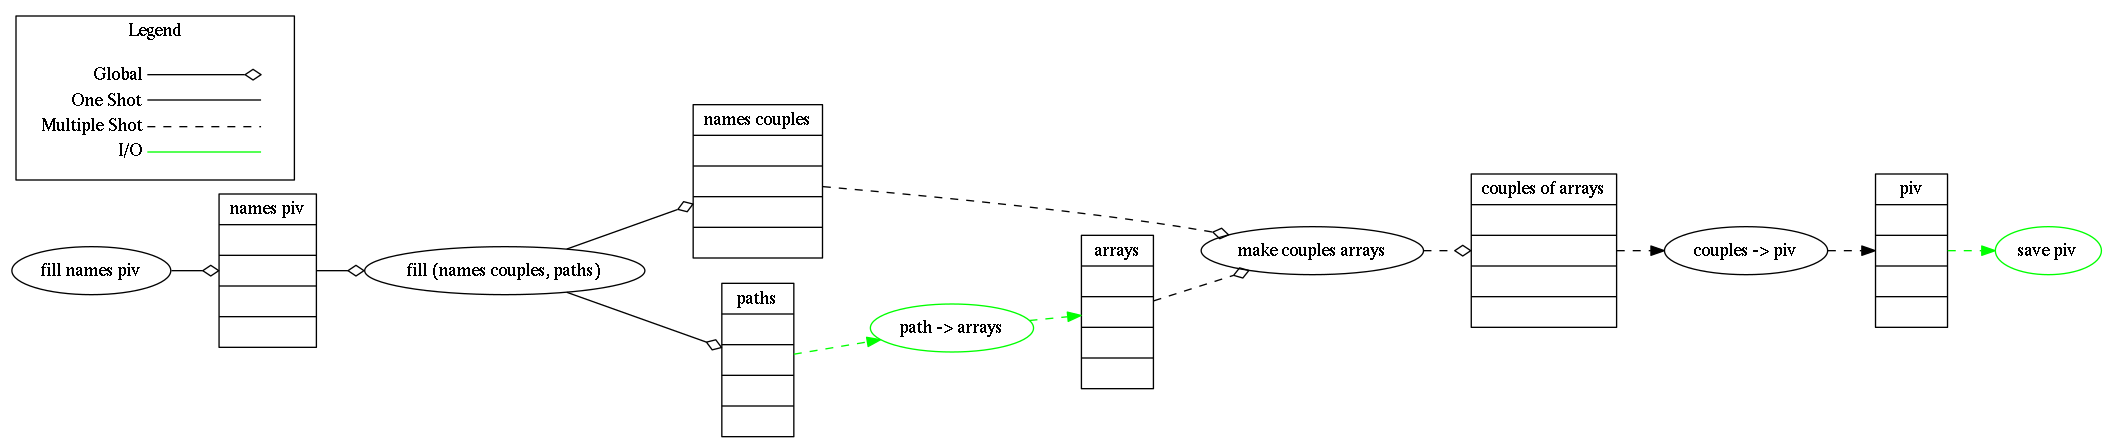 Legend
Global
One Shot
Multiple Shot
I/O
fill names piv
names piv
fill (names couples, paths)
names couples
paths
path -> arrays
arrays
make couples arrays
couples of arrays
couples -> piv
piv
save piv